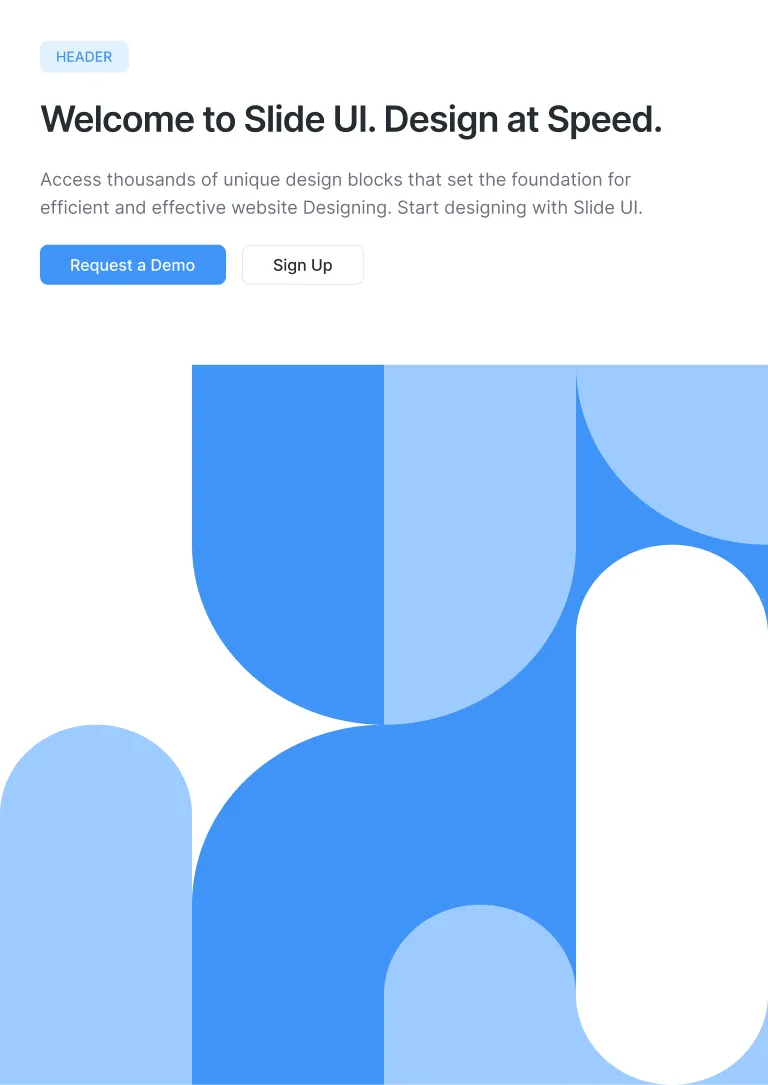 HEADER
Welcome to Slide UI. Design at Speed.
Access thousands of unique design blocks that set the foundation for
efficient and effective website Designing. Start designing with Slide UI.
Request a Demo
Sign Up